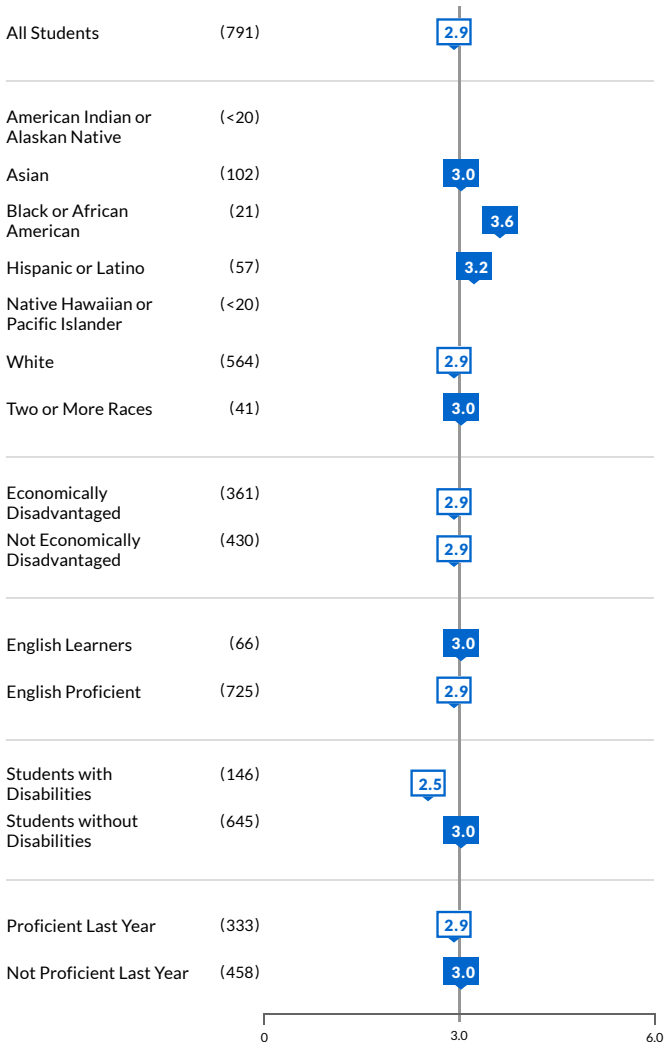 All Students (791) 2.9
American Indian or (<20)
Alaskan Native
Asian (102) 3.0
Black or African (21) 3.6
American
Hispanic or Latino (57) 3.2
Native Hawaiian or (<20)
Pacific Islander
White (564) 2.9
Two or More Races (41) 3.0
Economically (361) 2.9
Disadvantaged
Not Economically (430) 2.9
Disadvantaged
English Learners (66) 3.0
English Proficient (725) 2.9
Students with (146) 2.5
Disabilities
Students without (645) 3.0
Disabilities
Proficient Last Year (333) 2.9
Not Proficient Last Year (458) 3.0
0 3.0 6.0